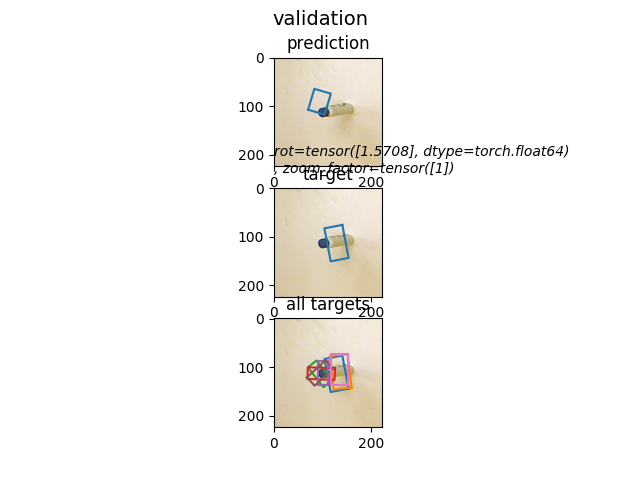 validation
prediction
0
100
200
0 200
rot=tensor([1.5708], dtype=torch.float64)
, zoom_factor=tensor([1])
target
0
100
200
0 200
all targets
0
100
200
0 200